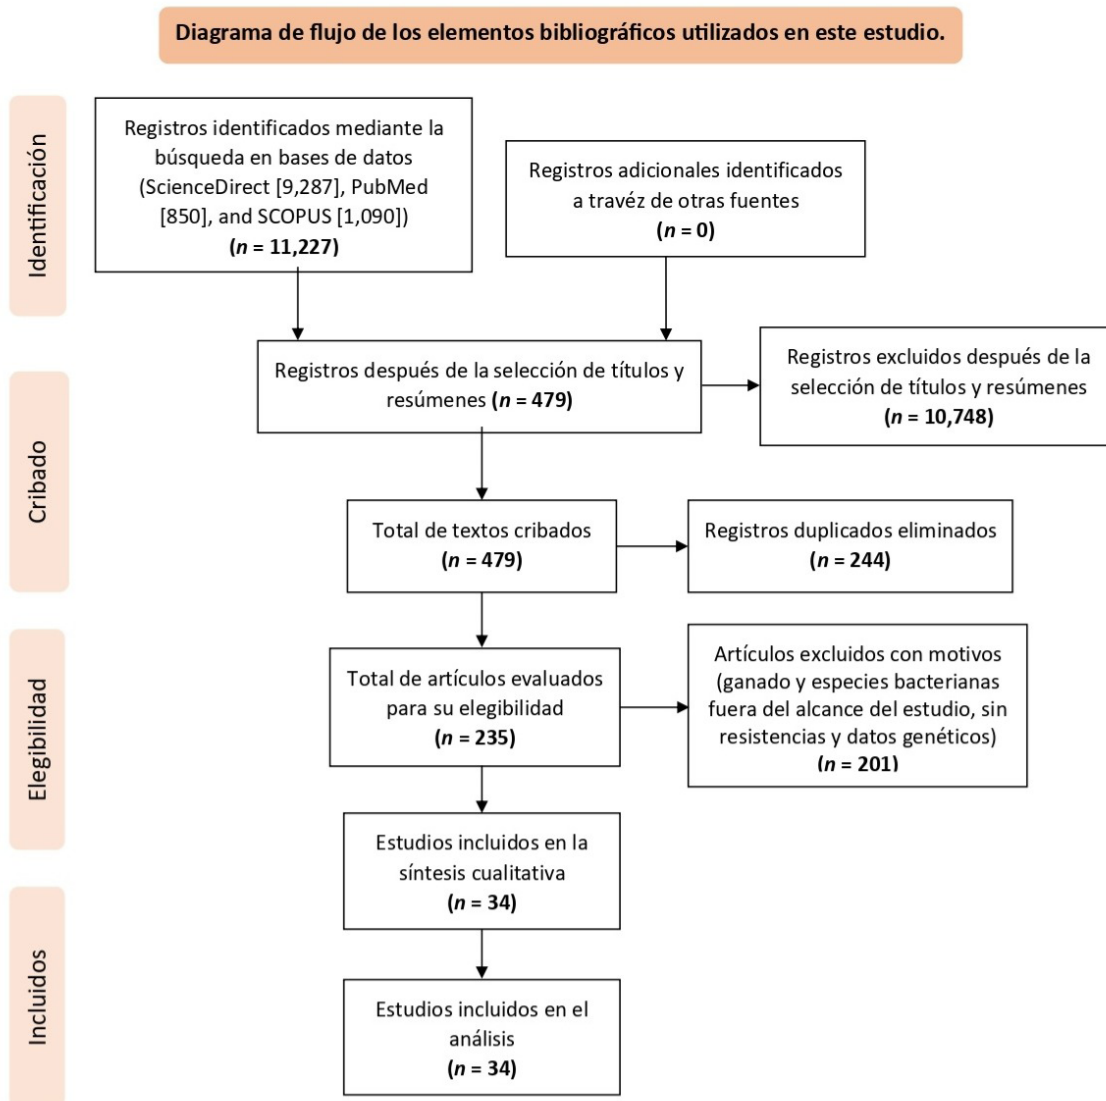 Diagrama de flujo de los elementos bibliográficos utilizados en este estudio.
Identificación
Registros identificados mediante la
búsqueda en bases de datos
(ScienceDirect [9,287], PubMed
[850], and SCOPUS [1,090])
(n = 11,227)
Registros adicionales identificados
a travéz de otras fuentes
(n = 0)
Registros después de la selección de títulos y
resúmenes (n = 479)
Registros excluidos después de la
selección de títulos y resúmenes
(n = 10,748)
Cribado
Total de textos cribados
(n = 479)
Registros duplicados eliminados
(n = 244)
Elegibilidad
Total de artículos evaluados
para su elegibilidad
(n = 235)
Artículos excluidos con motivos
(ganado y especies bacterianas
fuera del alcance del estudio, sin
resistencias y datos genéticos)
(n = 201)
Estudios incluidos en la
síntesis cualitativa
(n = 34)
Incluidos
Estudios incluidos en el
análisis
(n = 34)